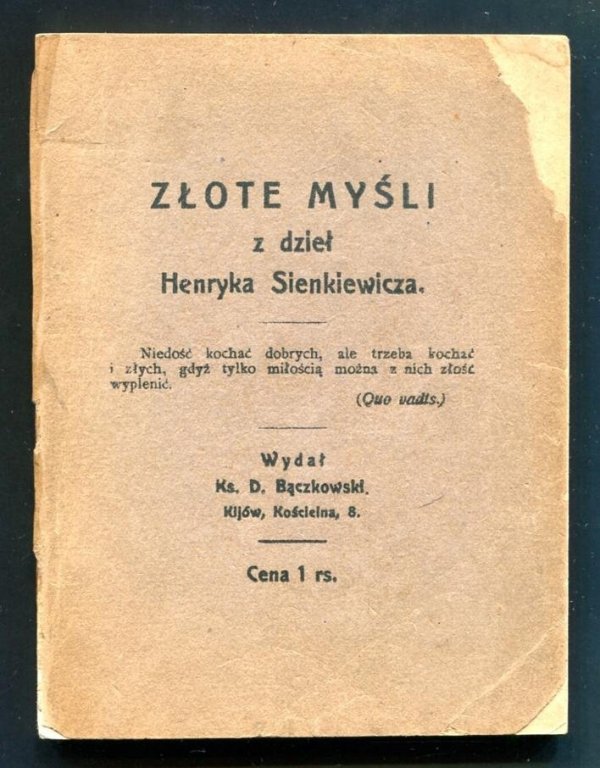 ZŁOTE MYŚLI
z dzieł
Henryka Sienkiewicza.
Niedość kochać dobrych, ale trzeba kochać
i złych, gdyż tylko miłością można z nich złość
wyplenić.
(Quo vadis.)
Wydał
Ks. D. Bączkowski.
Kijów, Kościelna, 8.
Cena 1 rs.